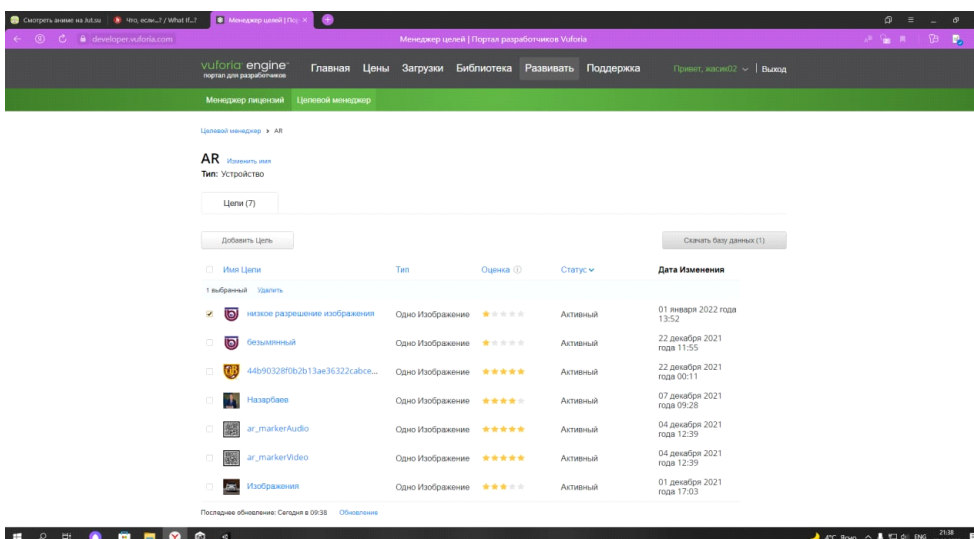 Смотреть аниме на Jut.su
Что, если...? / What If...?
Менеджер целей | Пор
developer.vuforia.com
Менеджер целей | Портал разработчиков Vuforia
vuforia engine
портал для разработчиков
Главная Цены Загрузки Библиотека Развивать Поддержка
Привет, жасик02 | Выход
Менеджер лицензий Целевой менеджер
Целевой менеджер > AR
AR Изменить имя
Тип: Устройство
Цели (7)
Добавить Цель
Скачать базу данных (1)
Имя Цели Тип Оценка Статус Дата Изменения
1 выбранный Удалить
низкое разрешение изображения Одно Изображение Активный 01 января 2022 года
13:52
безымянный Одно Изображение Активный 22 декабря 2021
года 11:55
44b90328f0b2b13ae36322cabce... Одно Изображение Активный 22 декабря 2021
года 00:11
Назарбаев Одно Изображение Активный 07 декабря 2021
года 09:28
ar_markerAudio Одно Изображение Активный 04 декабря 2021
года 12:39
ar_markerVideo Одно Изображение Активный 04 декабря 2021
года 12:39
Изображения Одно Изображение Активный 01 декабря 2021
года 17:03
Последнее обновление: Сегодня в 09:38 Обновление
4°C Ясно ENG 21:38